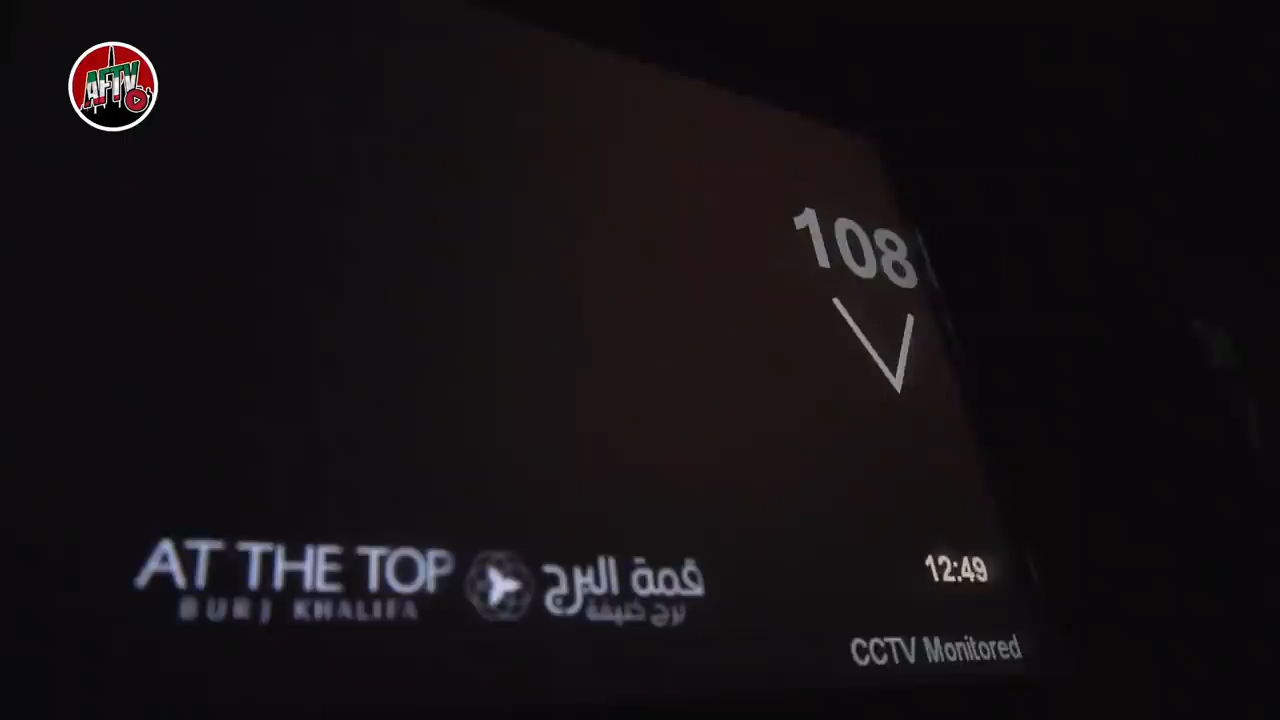 AFTV
108
AT THE TOP
BURJ KHALIFA
قمة البرج
برج خليفة
12:49
CCTV Monitored